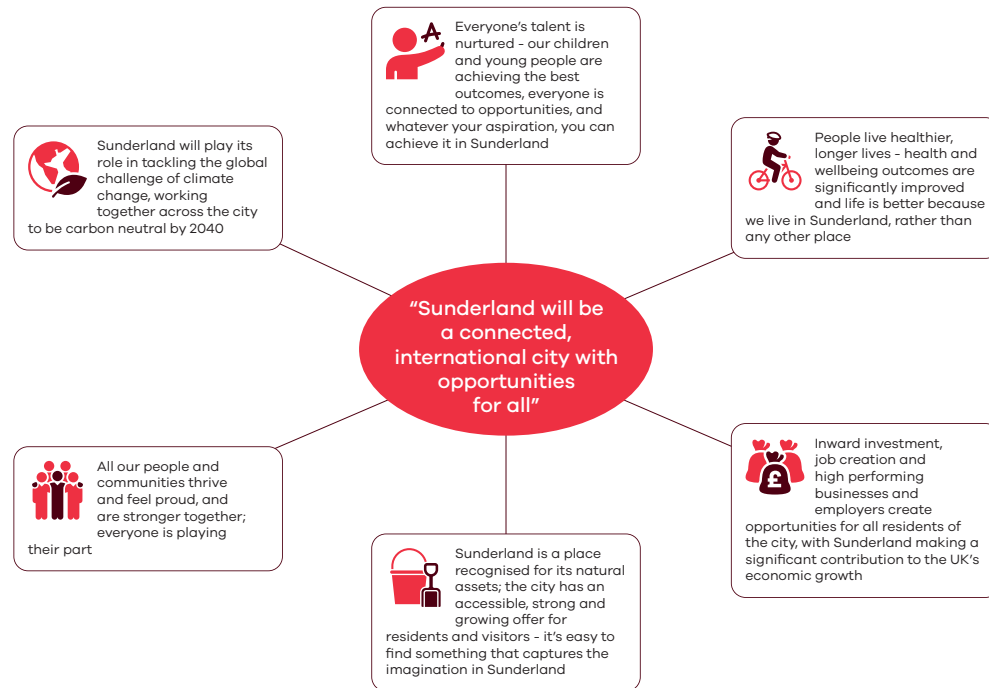 Everyone’s talent is
nurtured - our children
and young people are
achieving the best
outcomes, everyone is
connected to opportunities, and
whatever your aspiration, you can
achieve it in Sunderland
Sunderland will play its
role in tackling the global
challenge of climate
change, working
together across the city
to be carbon neutral by 2040
People live healthier,
longer lives - health and
wellbeing outcomes are
significantly improved
and life is better because
we live in Sunderland, rather than
any other place
“Sunderland will be
a connected,
international city with
opportunities
for all”
All our people and
communities thrive
and feel proud, and
are stronger together;
everyone is playing
their part
Inward investment,
job creation and
high performing
businesses and
employers create
opportunities for all residents of
the city, with Sunderland making a
significant contribution to the UK’s
economic growth
£
Sunderland is a place
recognised for its natural
assets; the city has an
accessible, strong and
growing offer for
residents and visitors - it’s easy to
find something that captures the
imagination in Sunderland